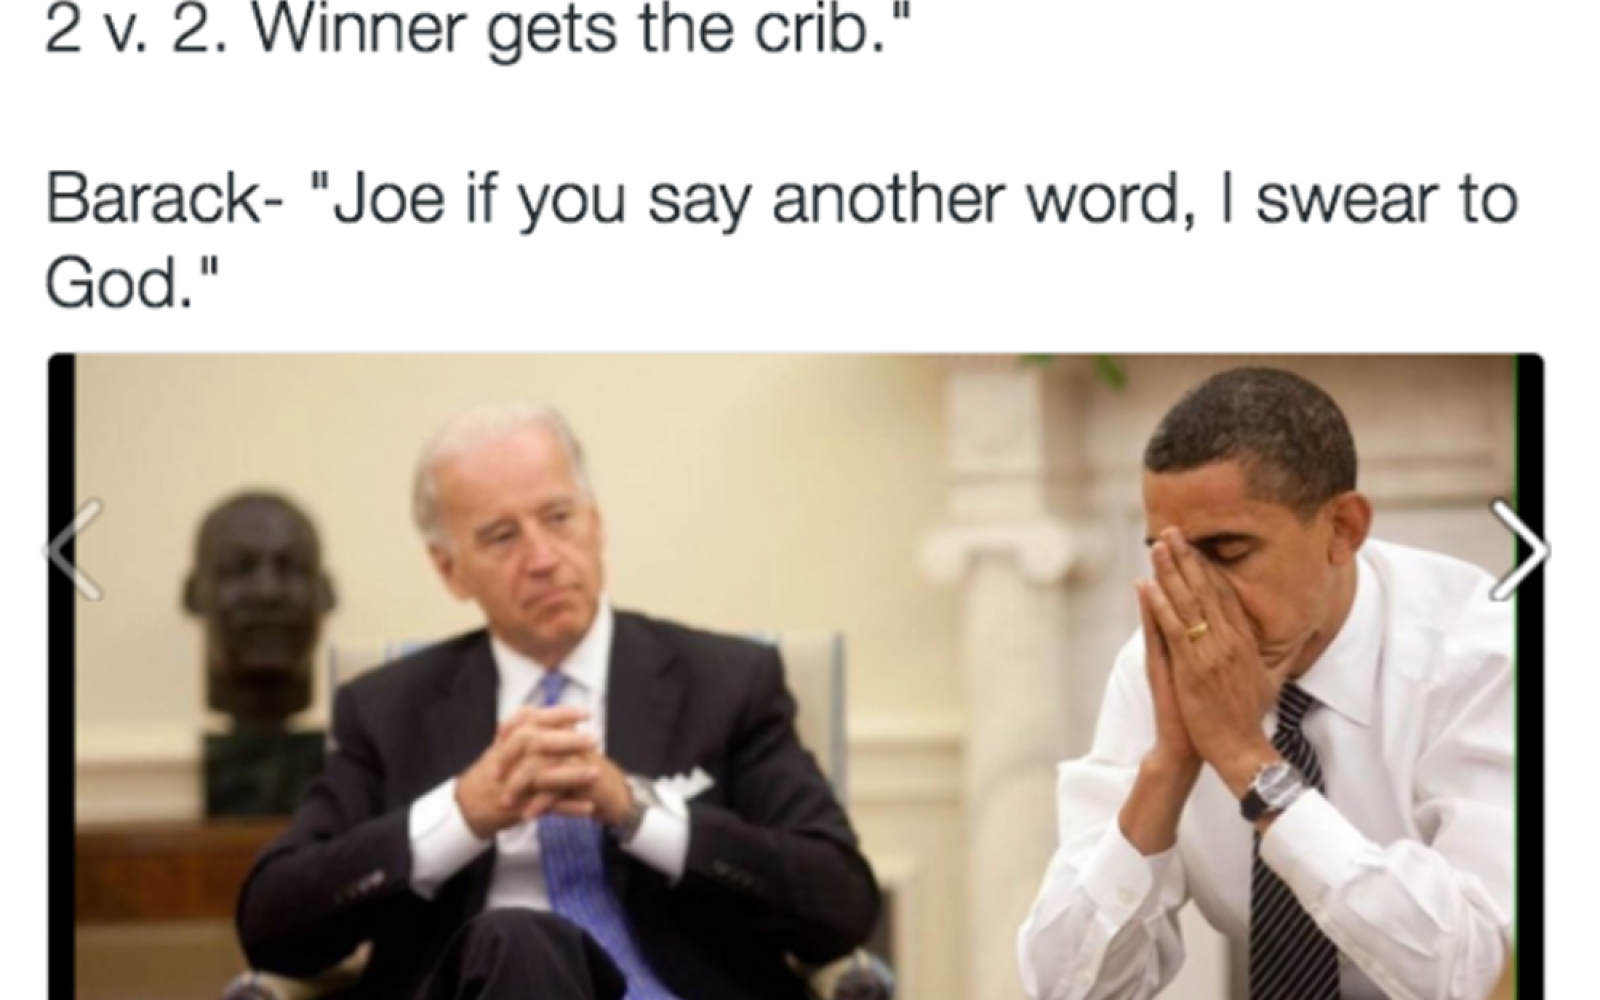 2 v. 2. Winner gets the crib."
Barack- "Joe if you say another word, I swear to
God."